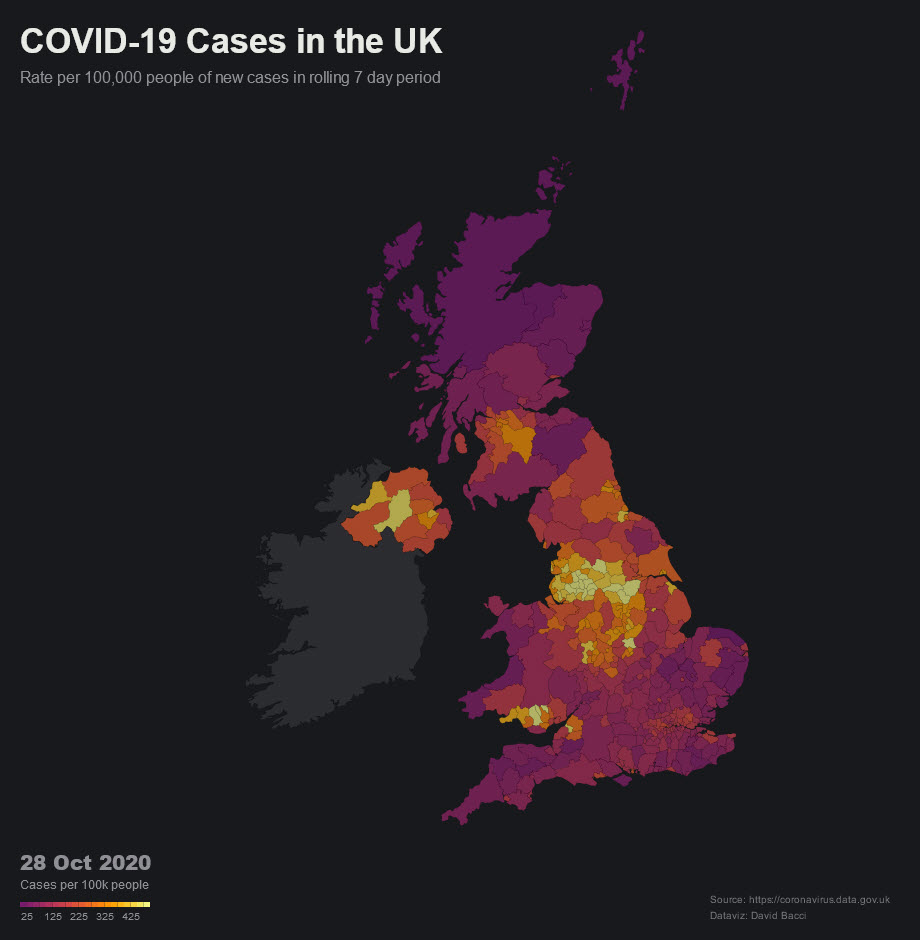 COVID-19 Cases in the UK
Rate per 100,000 people of new cases in rolling 7 day period
28 Oct 2020
Cases per 100k people
25 125 225 325 425
Source: https://coronavirus.data.gov.uk
Dataviz: David Bacci